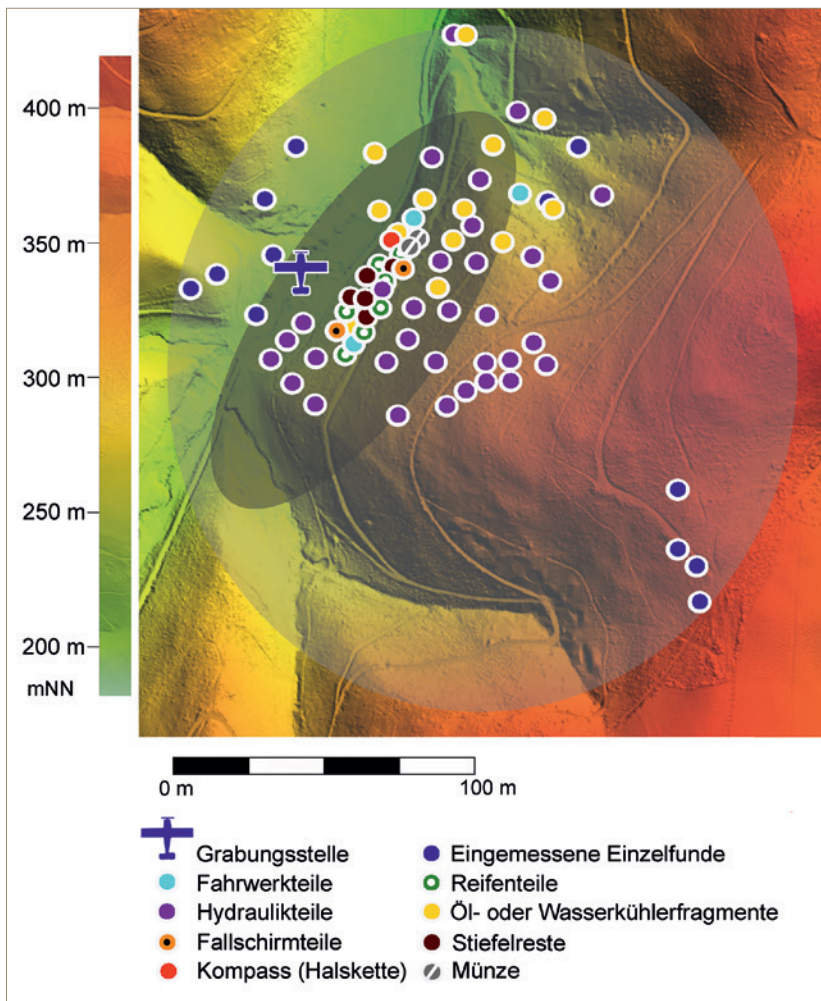 400 m
350 m
300 m
250 m
200 m
mNN
0 m 100 m
Grabungsstelle
Fahrwerkteile
Hydraulikteile
Fallschirmteile
Kompass (Halskette)
Eingemessene Einzelfunde
Reifenteile
Öl- oder Wasserkühlerfragmente
Stiefelreste
Münze